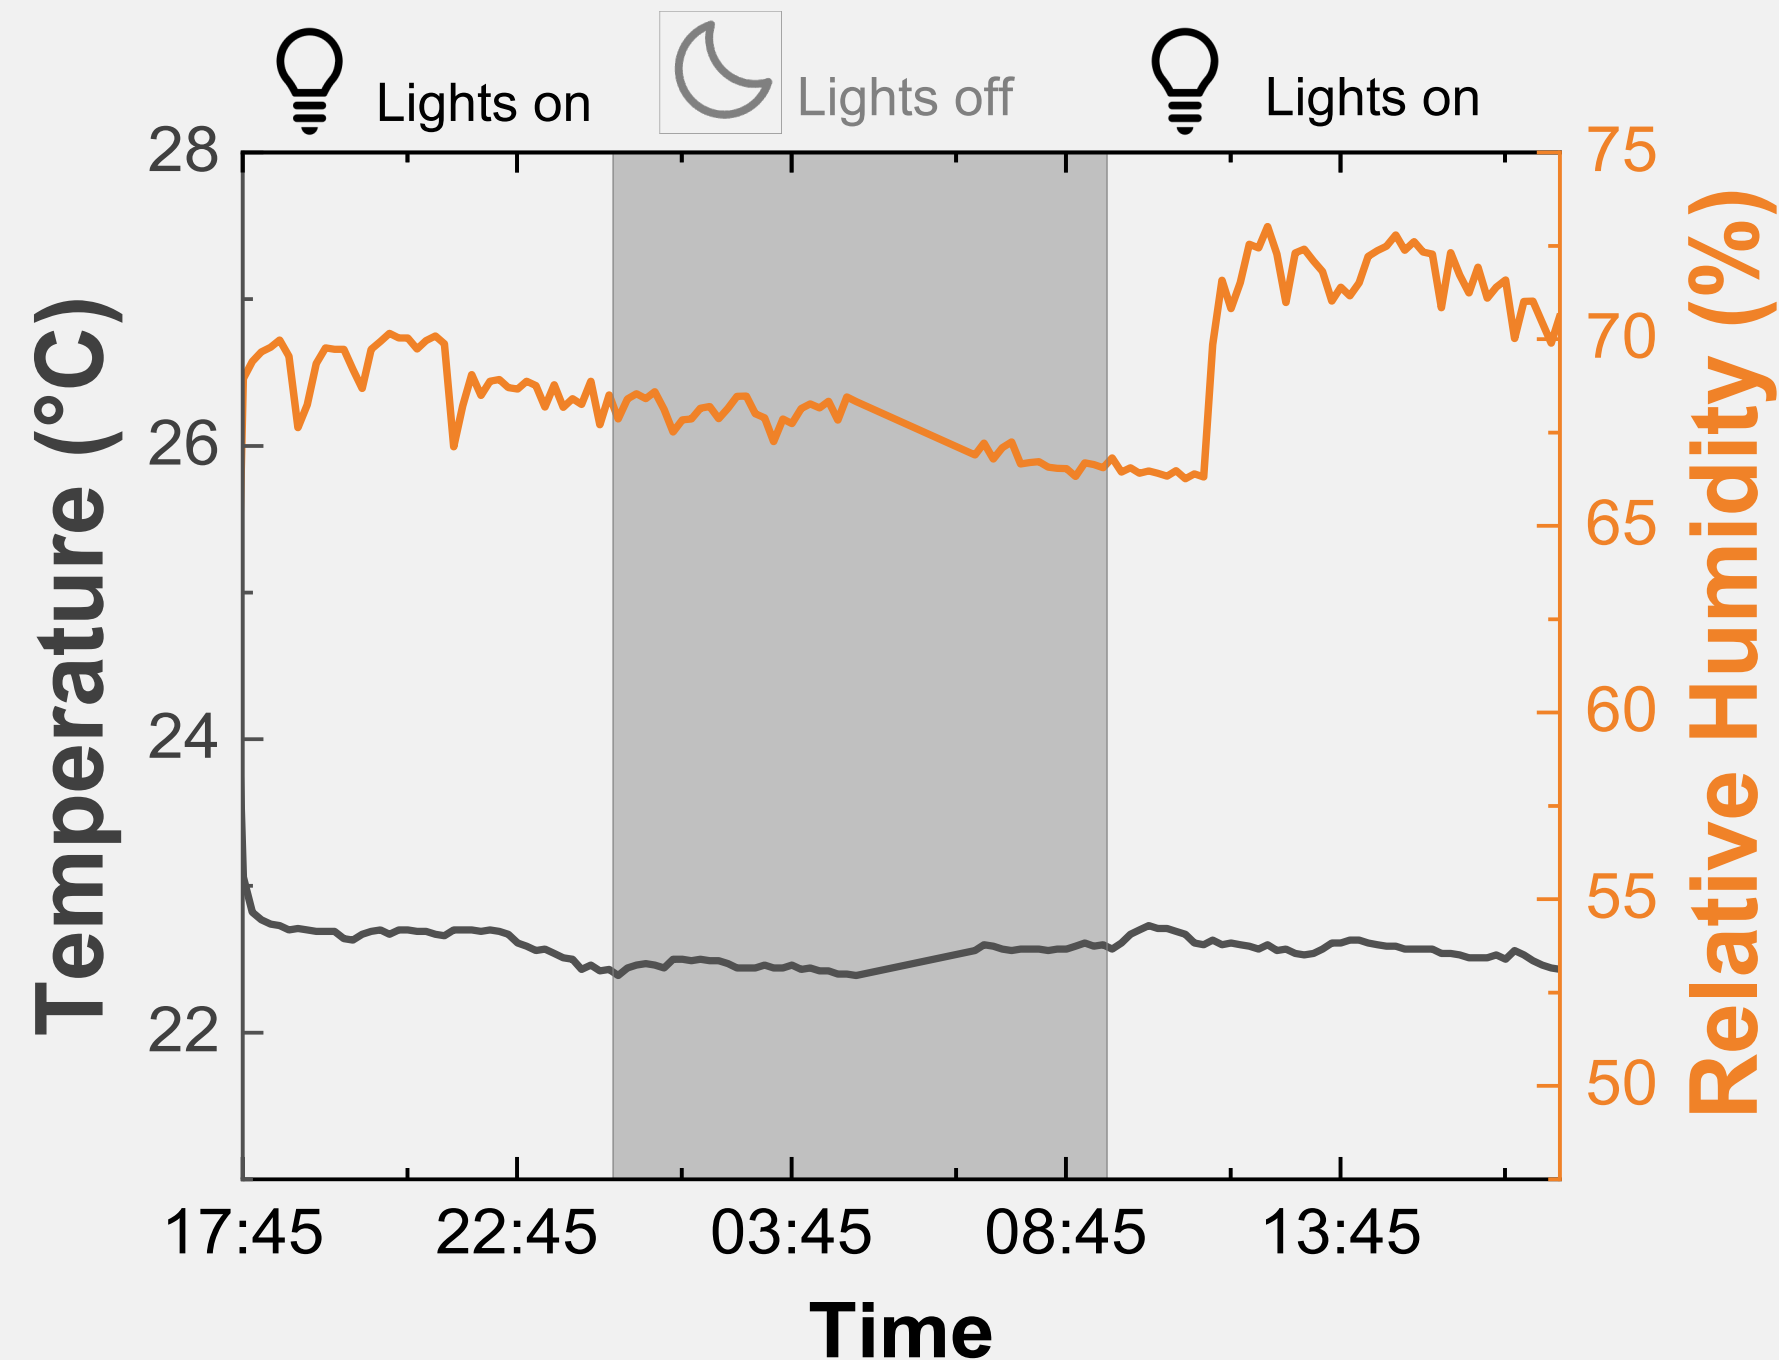 Lights on
Lights off
Lights on
28
26
24
22
Temperature (°C)
75
70
65
60
55
50
Relative Humidity (%)
17:45
22:45
03:45
08:45
13:45
Time